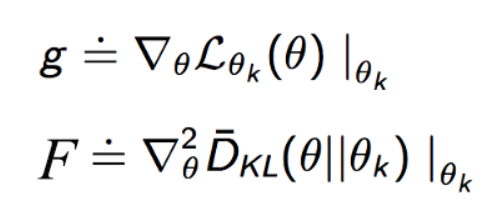 g ≐ ∇_θ ℒ_{θ_k}(θ) |_{θ_k}
F ≐ ∇²_θ D̄_{KL}(θ||θ_k) |_{θ_k}